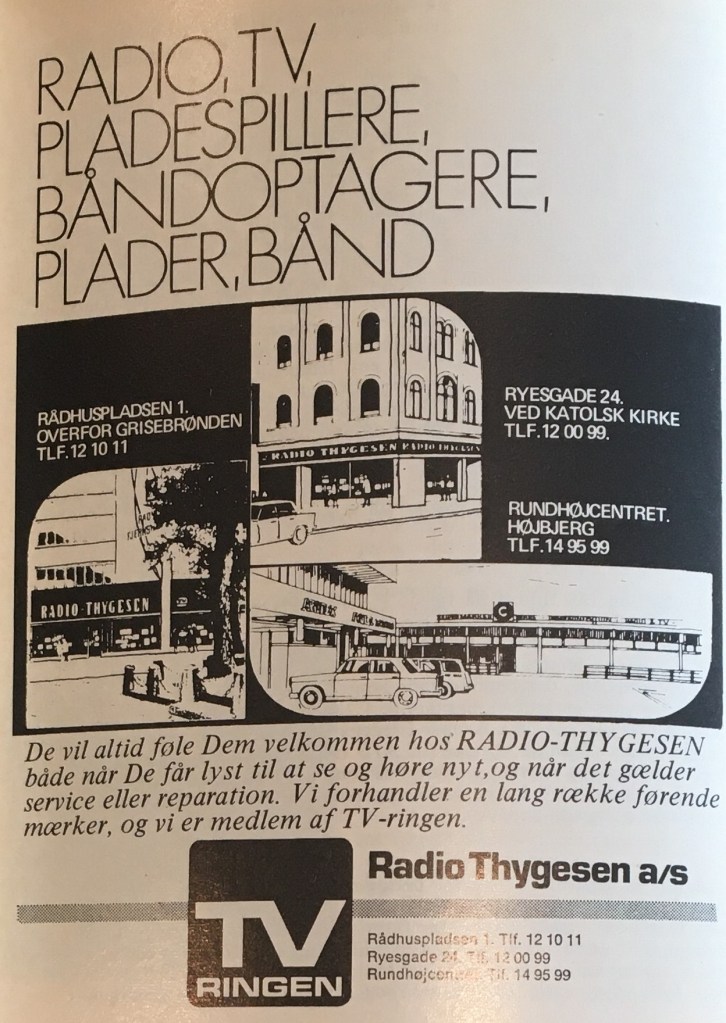 RADIO, TV,
PLADESPILLERE,
BÅNDOPTAGERE,
PLADER, BÅND
RÅDHUSPLADSEN 1.
OVERFOR GRISEBRØNDEN
TLF. 12 10 11
RYESGADE 24.
VED KATOLSK KIRKE
TLF. 12 00 99.
RADIO THYGESEN RADIO THYGESEN
RUNDHØJCENTRET.
HØJBJERG
TLF. 14 95 99
RADIO-THYGESEN
C
& TV
De vil altid føle Dem velkommen hos RADIO-THYGESEN
både når De får lyst til at se og høre nyt, og når det gælder
service eller reparation. Vi forhandler en lang række førende
mærker, og vi er medlem af TV-ringen.
TV
RINGEN
Radio Thygesen a/s
Rådhuspladsen 1. Tlf. 12 10 11
Ryesgade 24. Tlf. 12 00 99
Rundhøjcentret. Tlf. 14 95 99